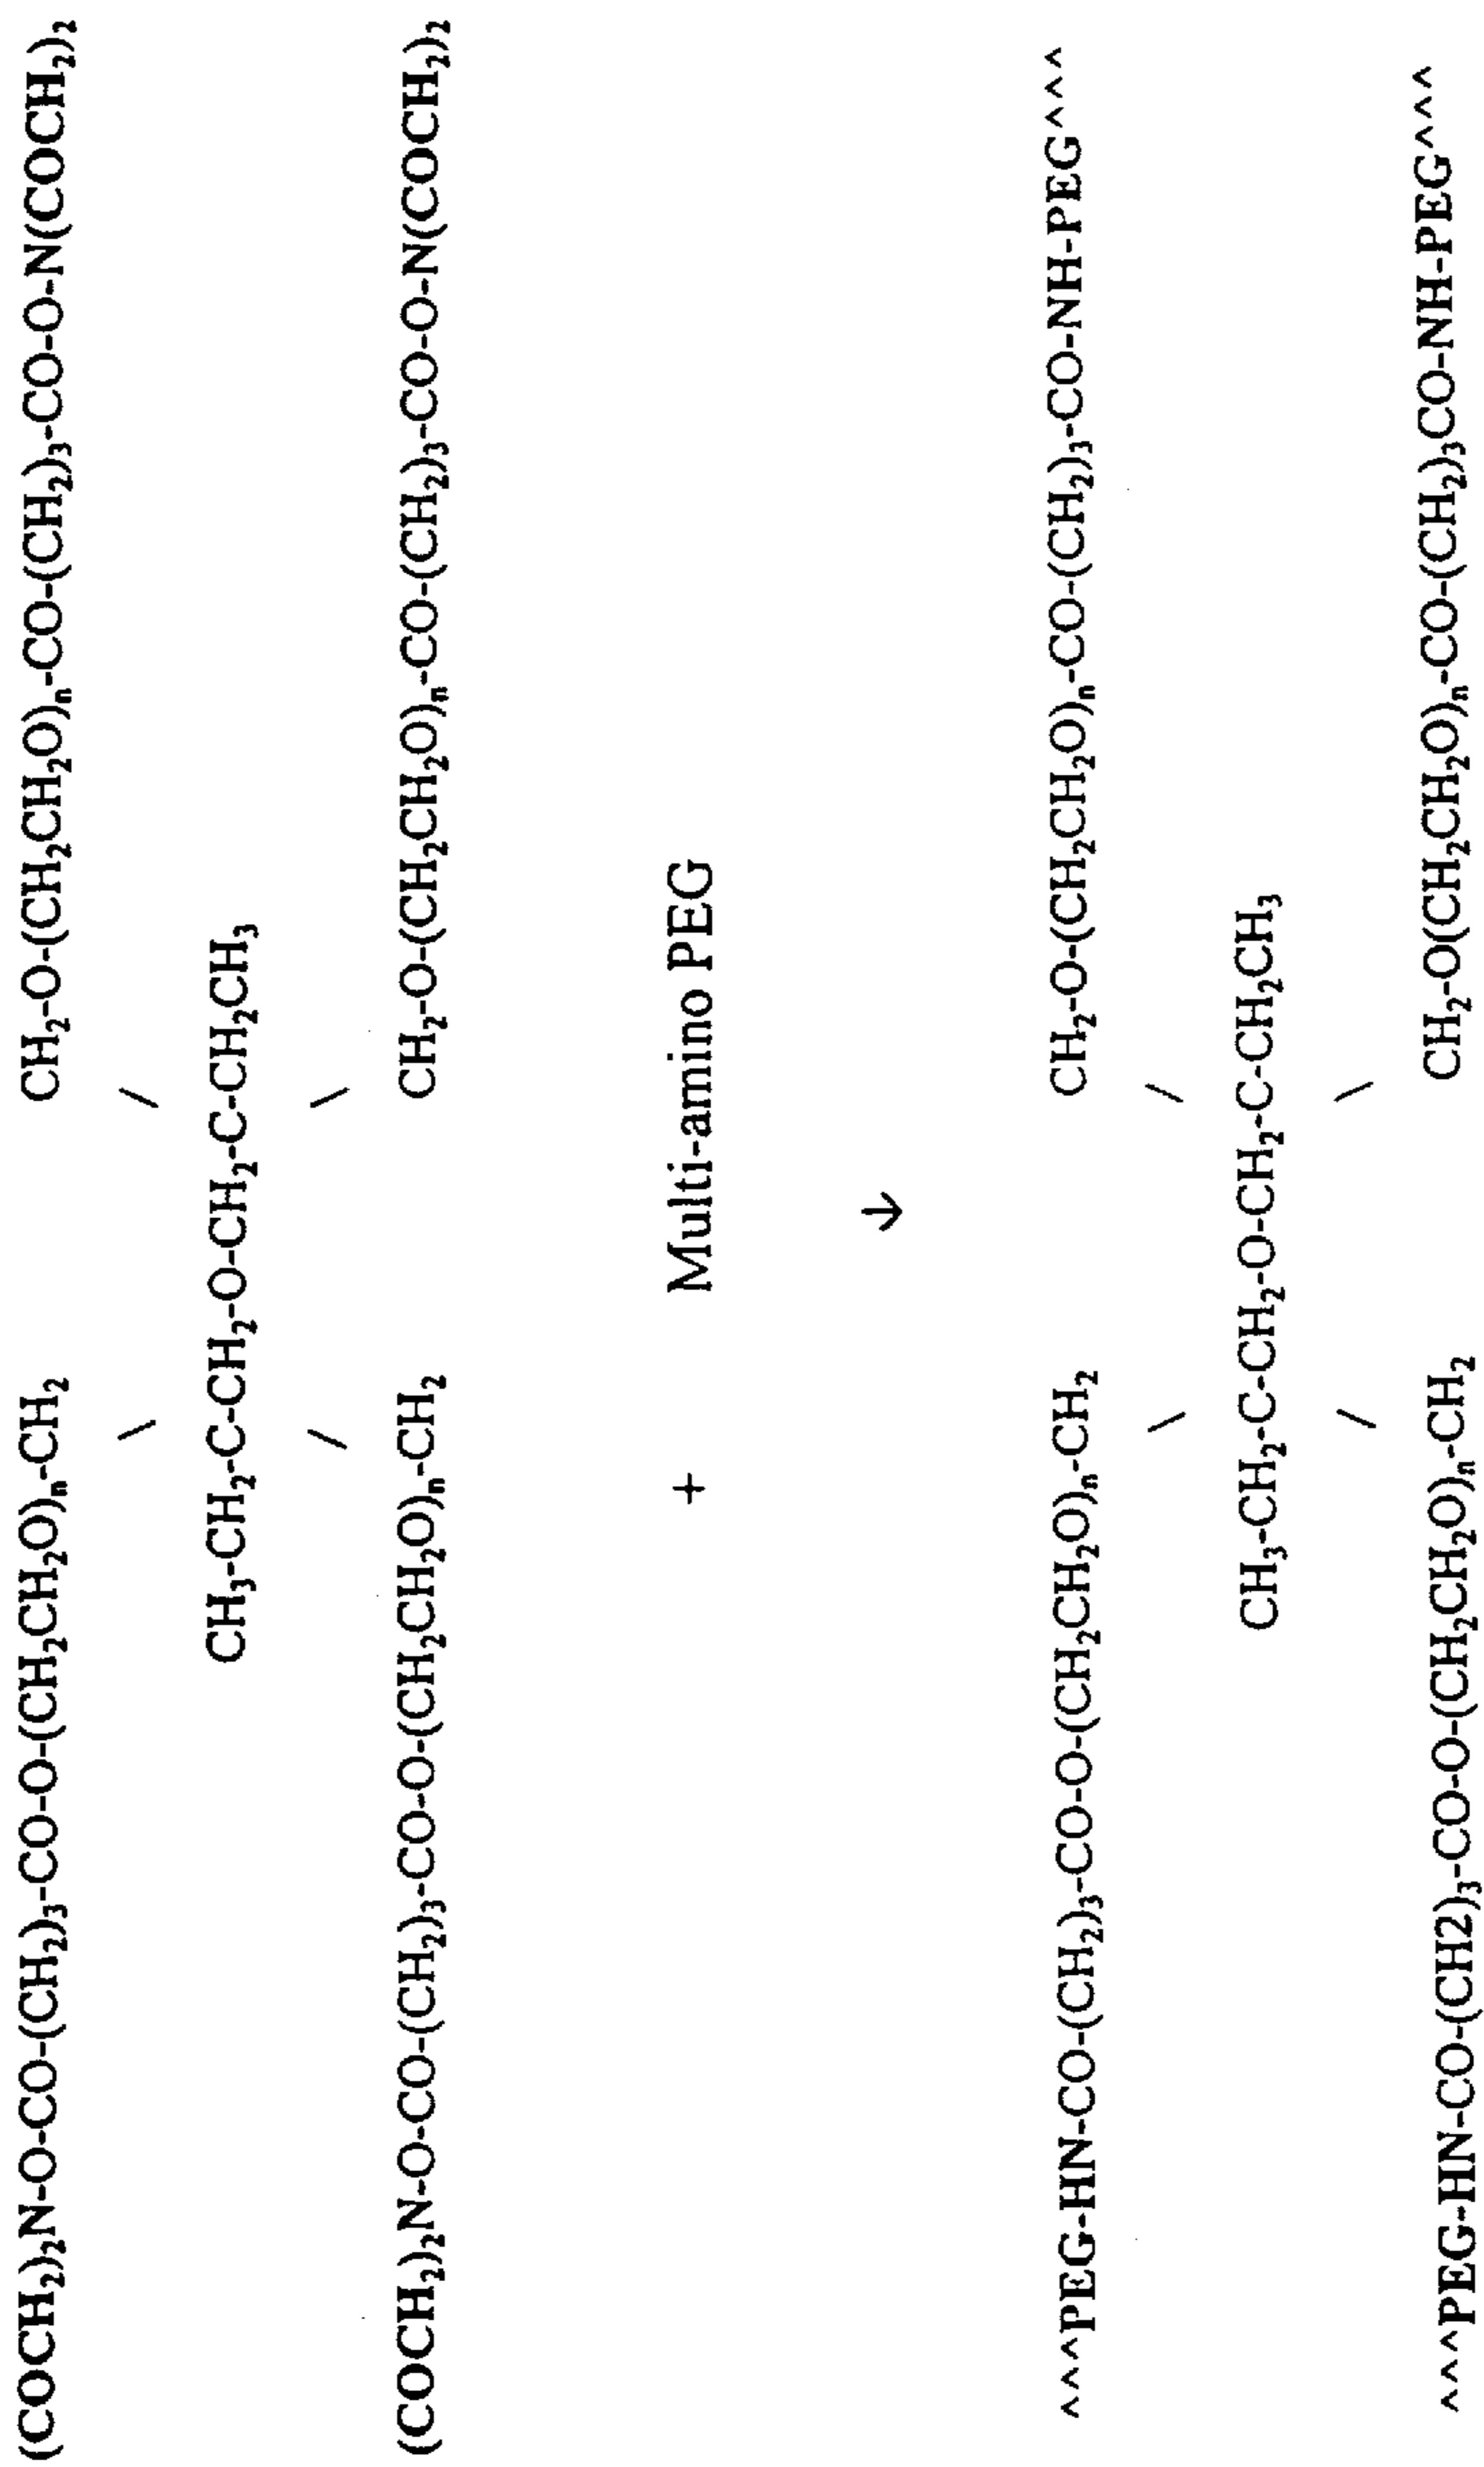 (COCH₂)₂N-O-CO-(CH₂)₃-CO-O-(CH₂CH₂O)ₙ-CH₂ CH₂-O-(CH₂CH₂O)ₙ-CO-(CH₂)₃-CO-O-N(COCH₂)₂
\ /
CH₃-CH₂-C-CH₂-O-CH₂-C-CH₂CH₃
/ \
(COCH₂)₂N-O-CO-(CH₂)₃-CO-O-(CH₂CH₂O)ₙ-CH₂ CH₂-O-(CH₂CH₂O)ₙ-CO-(CH₂)₃-CO-O-N(COCH₂)₂
+ Multi-amino PEG
↓
^^^PEG-HN-CO-(CH₂)₃-CO-O-(CH₂CH₂O)ₙ-CH₂ CH₂-O-(CH₂CH₂O)ₙ-CO-(CH₂)₃-CO-NH-PEG^^^
\ /
CH₃-CH₂-C-CH₂-O-CH₂-C-CH₂CH₃
/ \
^^^PEG-HN-CO-(CH2)₃-CO-O-(CH₂CH₂O)ₙ-CH₂ CH₂-O(CH₂CH₂O)ₙ-CO-(CH₂)₃CO-NH-PEG^^^